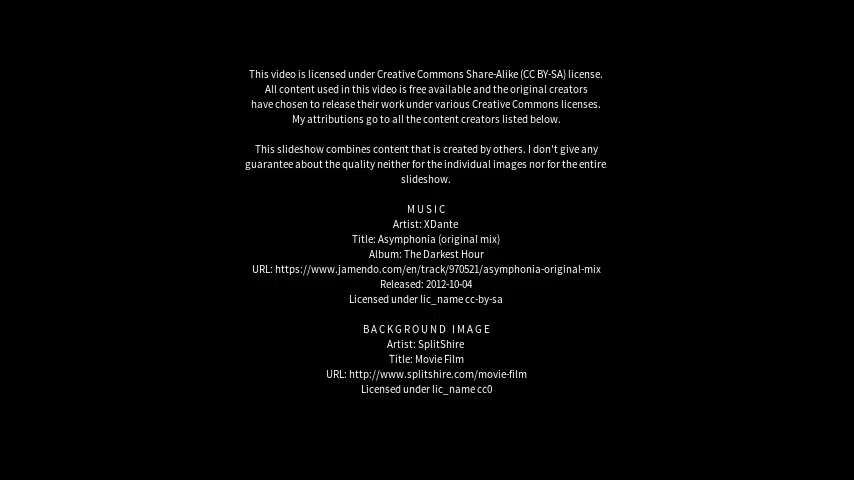 This video is licensed under Creative Commons Share-Alike (CC BY-SA) license.
All content used in this video is free available and the original creators
have chosen to release their work under various Creative Commons licenses.
My attributions go to all the content creators listed below.
This slideshow combines content that is created by others. I don't give any
guarantee about the quality neither for the individual images nor for the entire
slideshow.
MUSIC
Artist: XDante
Title: Asymphonia (original mix)
Album: The Darkest Hour
URL: https://www.jamendo.com/en/track/970521/asymphonia-original-mix
Released: 2012-10-04
Licensed under lic_name cc-by-sa
BACKGROUND IMAGE
Artist: SplitShire
Title: Movie Film
URL: http://www.splitshire.com/movie-film
Licensed under lic_name cc0